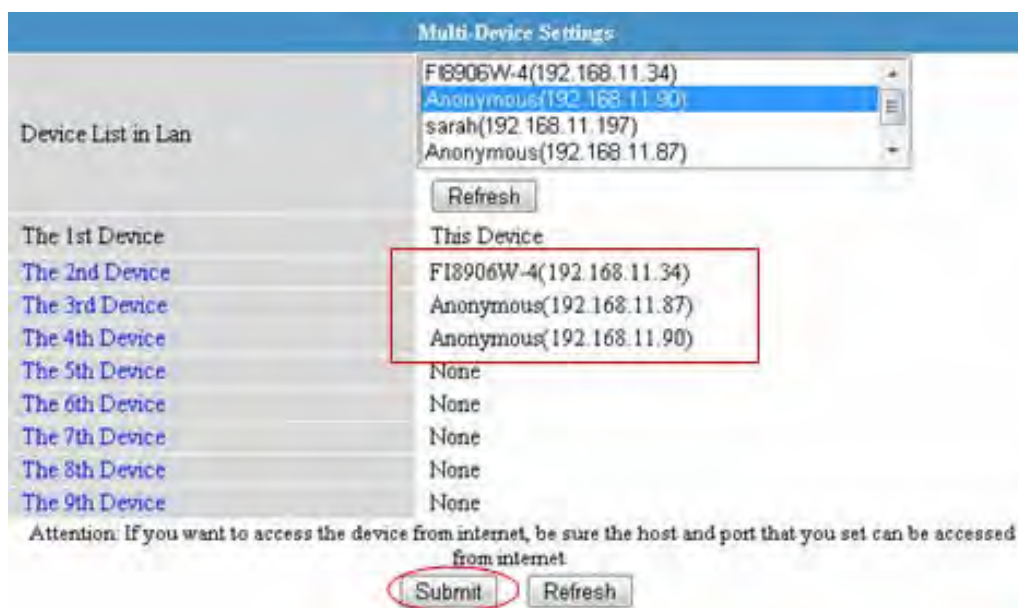 Multi-Device Settings
Device List in Lan
FI8906W-4(192.168.11.34)
Anonymous(192.168.11.90)
sarah(192.168.11.197)
Anonymous(192.168.11.87)
Refresh
The 1st Device This Device
The 2nd Device FI8906W-4(192.168.11.34)
The 3rd Device Anonymous(192.168.11.87)
The 4th Device Anonymous(192.168.11.90)
The 5th Device None
The 6th Device None
The 7th Device None
The 8th Device None
The 9th Device None
Attention: If you want to access the device from internet, be sure the host and port that you set can be accessed
from internet
Submit Refresh